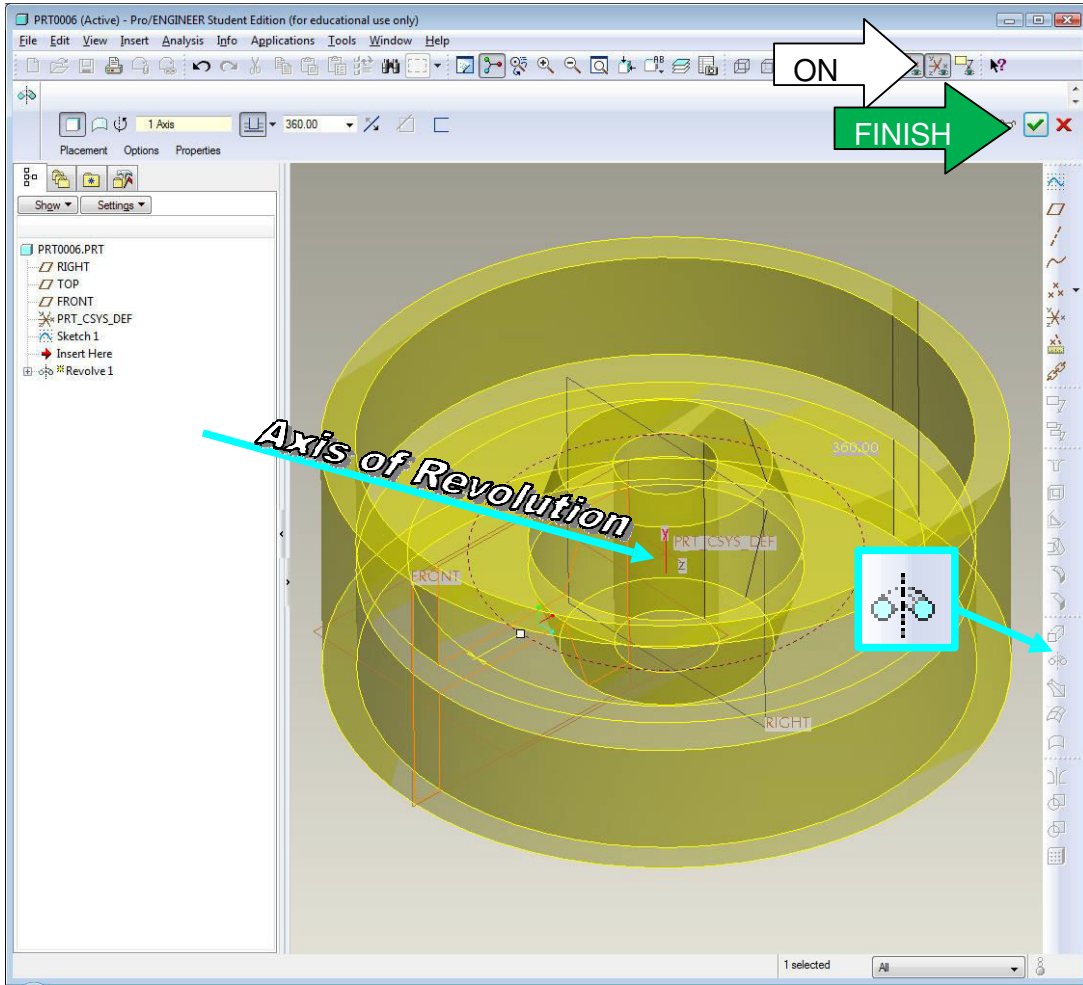 PRT0006 (Active) - Pro/ENGINEER Student Edition (for educational use only)
File Edit View Insert Analysis Info Applications Tools Window Help
ON
1 Axis 360.00
FINISH
Placement Options Properties
Show Settings
PRT0006.PRT
RIGHT
TOP
FRONT
PRT_CSYS_DEF
Sketch 1
Insert Here
Revolve 1
Axis of Revolution
360.00
X PRT_CSYS_DEF
Z
FRONT
RIGHT
1 selected All